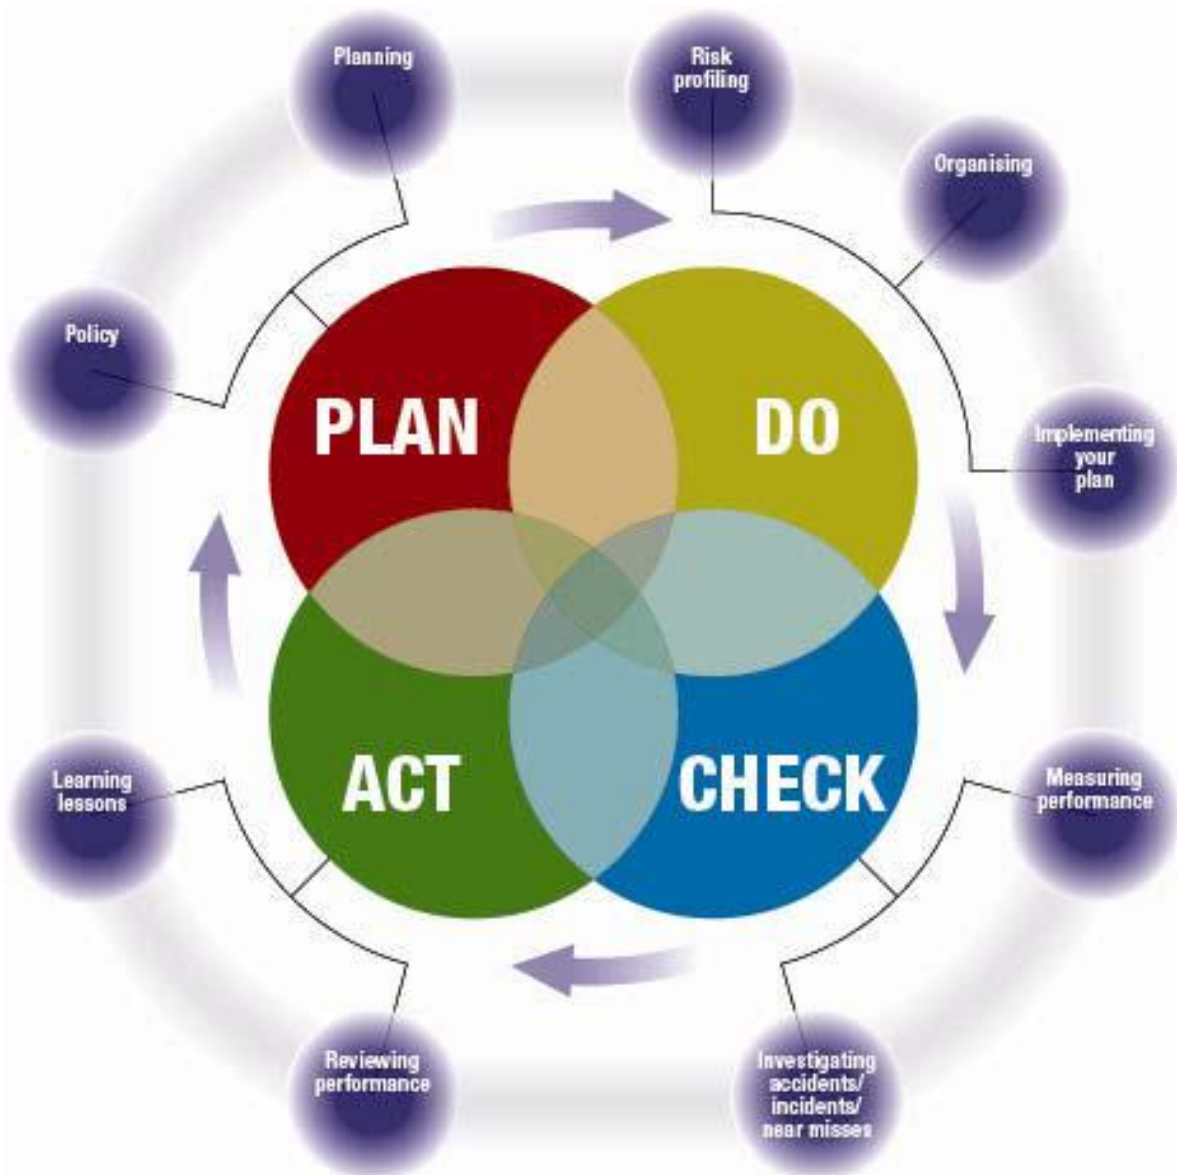 Planning
Risk
profiling
Organising
Policy
PLAN
DO
Implementing
your
plan
Learning
lessons
ACT
CHECK
Measuring
performance
Reviewing
performance
Investigating
accidents/
incidents/
near misses